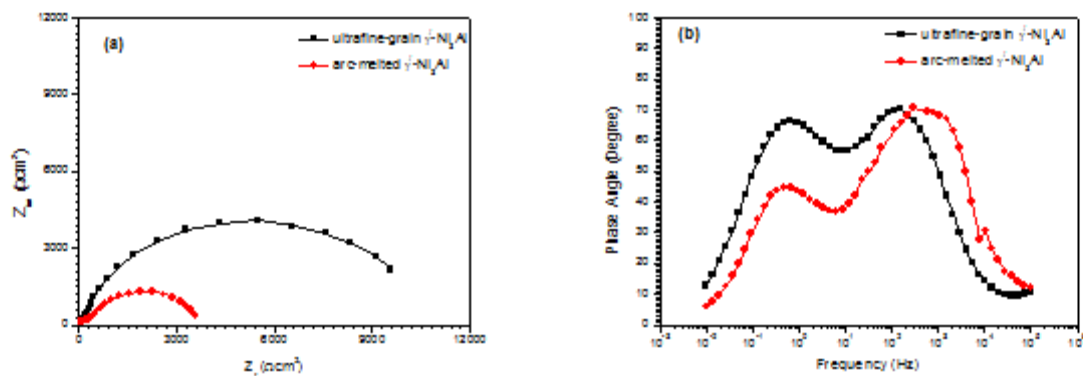 (a)
ultrafine-grain γ'-Ni₃Al
arc-melted γ'-Ni₃Al
12000
9000
6000
3000
0
0 3000 6000 9000 12000
(b)
ultrafine-grain γ'-Ni₃Al
arc-melted γ'-Ni₃Al
Phase Angle (Degree)
100
90
80
70
60
50
40
30
20
10
0
Frequency (Hz)